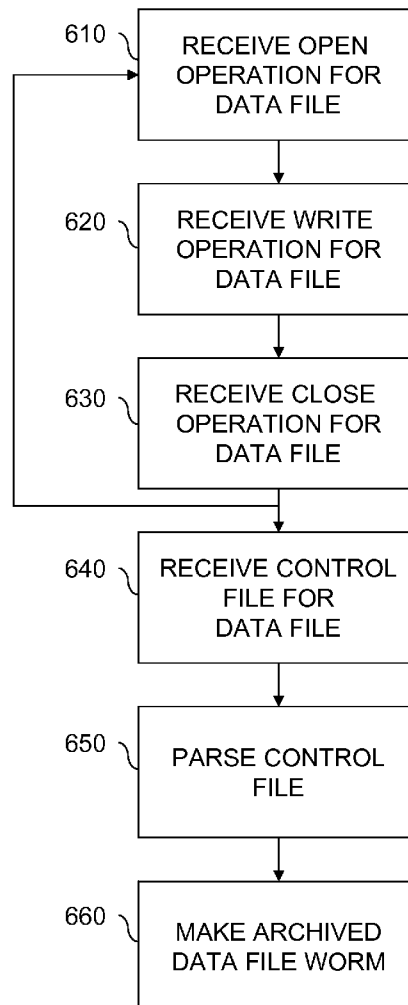 610
RECEIVE OPEN
OPERATION FOR
DATA FILE
620
RECEIVE WRITE
OPERATION FOR
DATA FILE
630
RECEIVE CLOSE
OPERATION FOR
DATA FILE
640
RECEIVE CONTROL
FILE FOR
DATA FILE
650
PARSE CONTROL
FILE
660
MAKE ARCHIVED
DATA FILE WORM